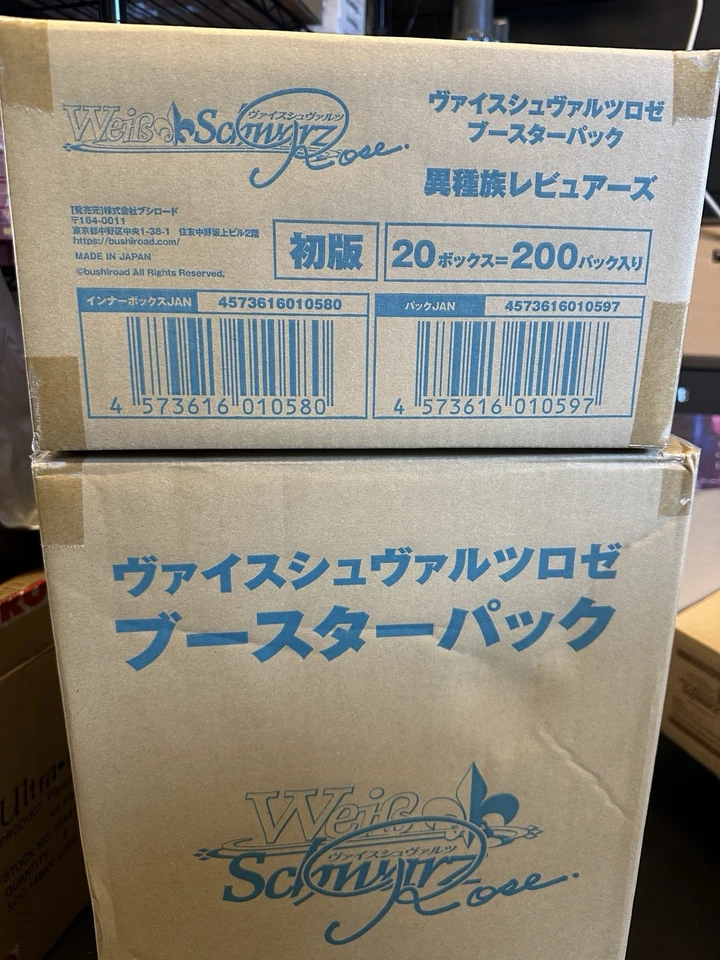 Weiß Schwarz
ヴァイスシュヴァルツ
Rose.
ヴァイスシュヴァルツロゼ
ブースターパック
異種族レビュアーズ
【発売元】株式会社ブシロード
〒164-0011
東京都中野区中央1-38-1 住友中野坂上ビル2階
https://bushiroad.com/
MADE IN JAPAN
©bushiroad All Rights Reserved.
初版
20ボックス=200パック入り
インナーボックスJAN 4573616010580
4 573616 010580
パックJAN 4573616010597
4 573616 010597
ヴァイスシュヴァルツロゼ
ブースターパック
Weiß
ヴァイスシュヴァルツ
Schwarz
Rose.
Ultra
PRODUCT
STOCK NO.
QUANTITY